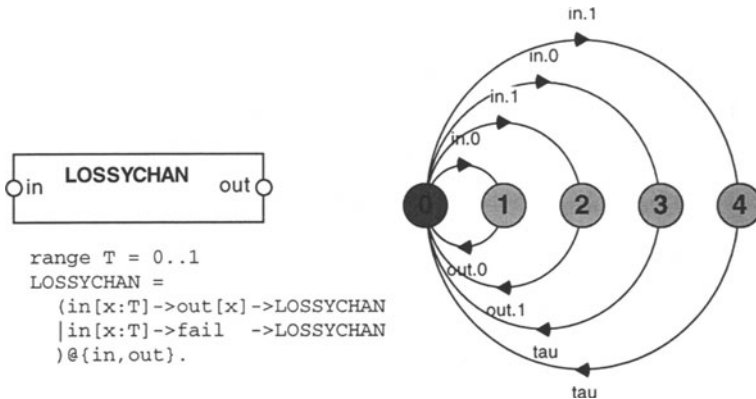 in.1
in.0
in.1
in.0
LOSSYCHAN
in
out
0
1
2
3
4
range T = 0..1
LOSSYCHAN =
(in[x:T]->out[x]->LOSSYCHAN
|in[x:T]->fail ->LOSSYCHAN
)@{in,out}.
out.0
out.1
tau
tau